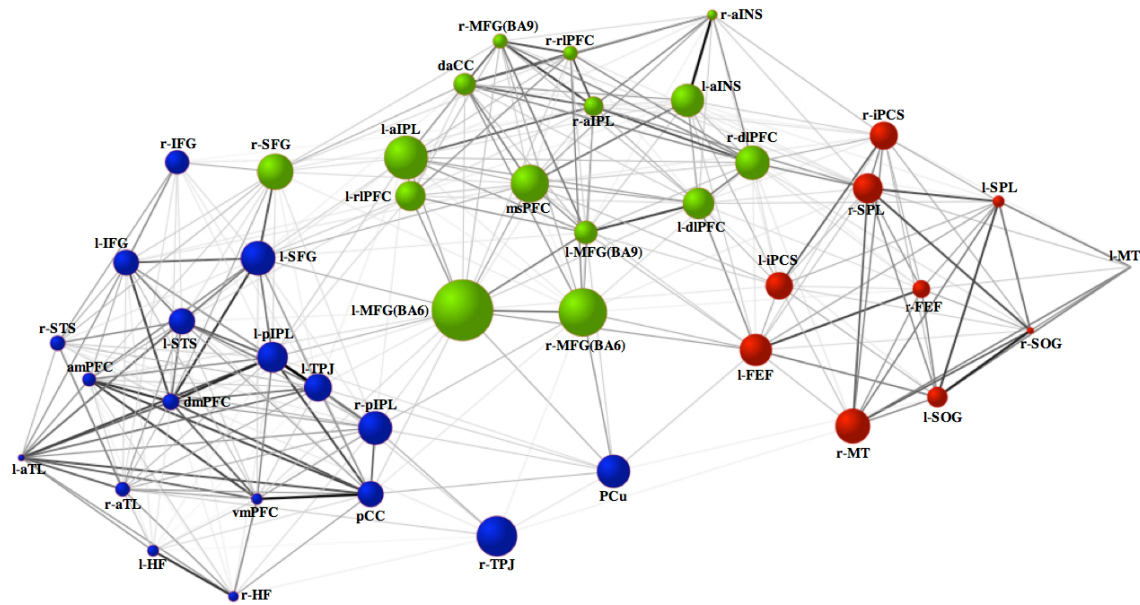 r-aINS
r-MFG(BA9)
r-rlPFC
daCC
l-aINS
r-iPCS
r-aIPL
l-aIPL
r-dlPFC
r-IFG
r-SFG
l-SPL
l-rlPFC
msPFC
r-SPL
l-dlPFC
l-IFG
l-MFG(BA9)
l-SFG
l-iPCS
l-MT
l-MFG(BA6)
r-FEF
r-STS
l-STS
l-pIPL
r-SOG
r-MFG(BA6)
amPFC
l-TPJ
l-FEF
dmPFC
r-pIPL
l-SOG
r-MT
l-aTL
r-aTL
vmPFC
pCC
PCu
l-HF
r-TPJ
r-HF